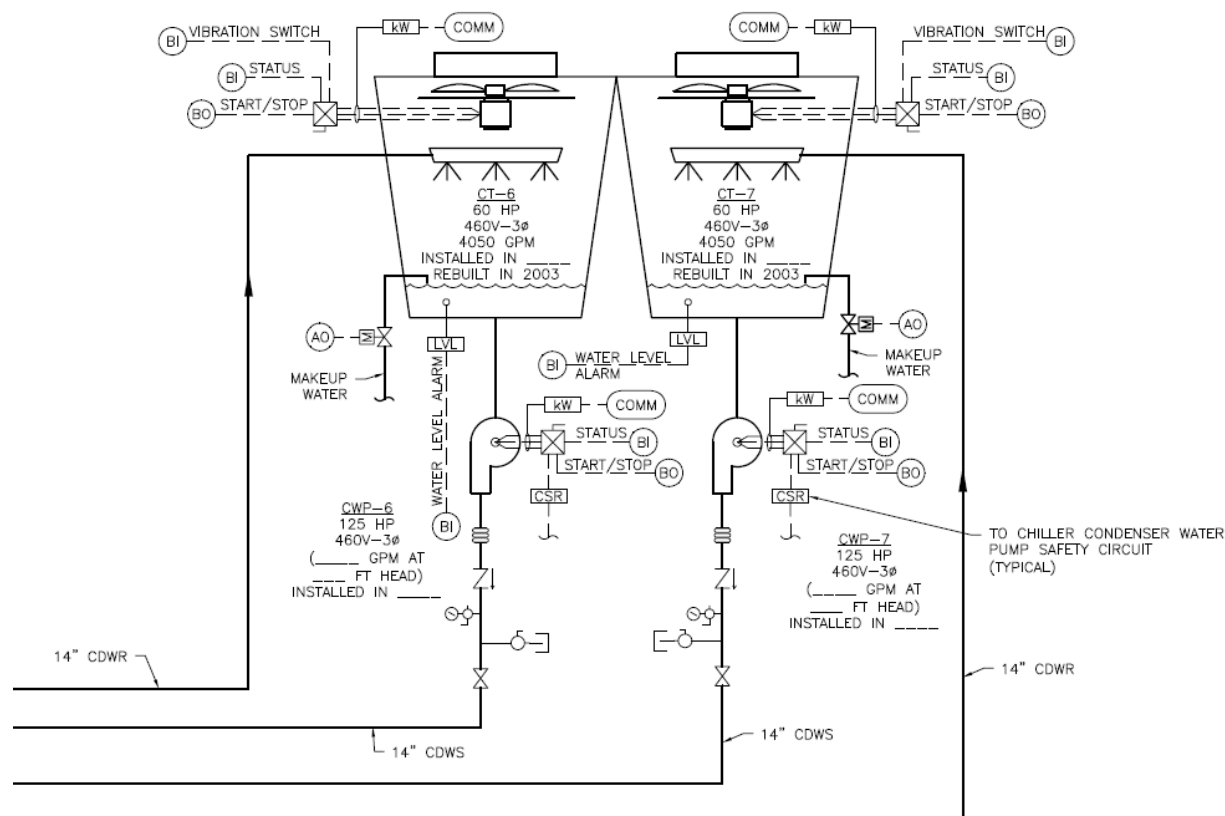 BI
VIBRATION SWITCH
kW
COMM
BI
STATUS
BO
START/STOP
COMM
kW
VIBRATION SWITCH
BI
STATUS
BI
START/STOP
BO
CT-6
60 HP
460V-3ø
4050 GPM
INSTALLED IN ____
REBUILT IN 2003
CT-7
60 HP
460V-3ø
4050 GPM
INSTALLED IN ____
REBUILT IN 2003
AO
M
MAKEUP
WATER
LVL
WATER LEVEL ALARM
BI
BI
WATER LEVEL
ALARM
LVL
M
AO
MAKEUP
WATER
kW
COMM
STATUS
BI
START/STOP
BO
CSR
kW
COMM
STATUS
BI
START/STOP
BO
CSR
CWP-6
125 HP
460V-3ø
(____ GPM AT
___ FT HEAD)
INSTALLED IN ____
CWP-7
125 HP
460V-3ø
(____ GPM AT
___ FT HEAD)
INSTALLED IN ____
TO CHILLER CONDENSER WATER
PUMP SAFETY CIRCUIT
(TYPICAL)
14" CDWR
14" CDWS
14" CDWS
14" CDWR